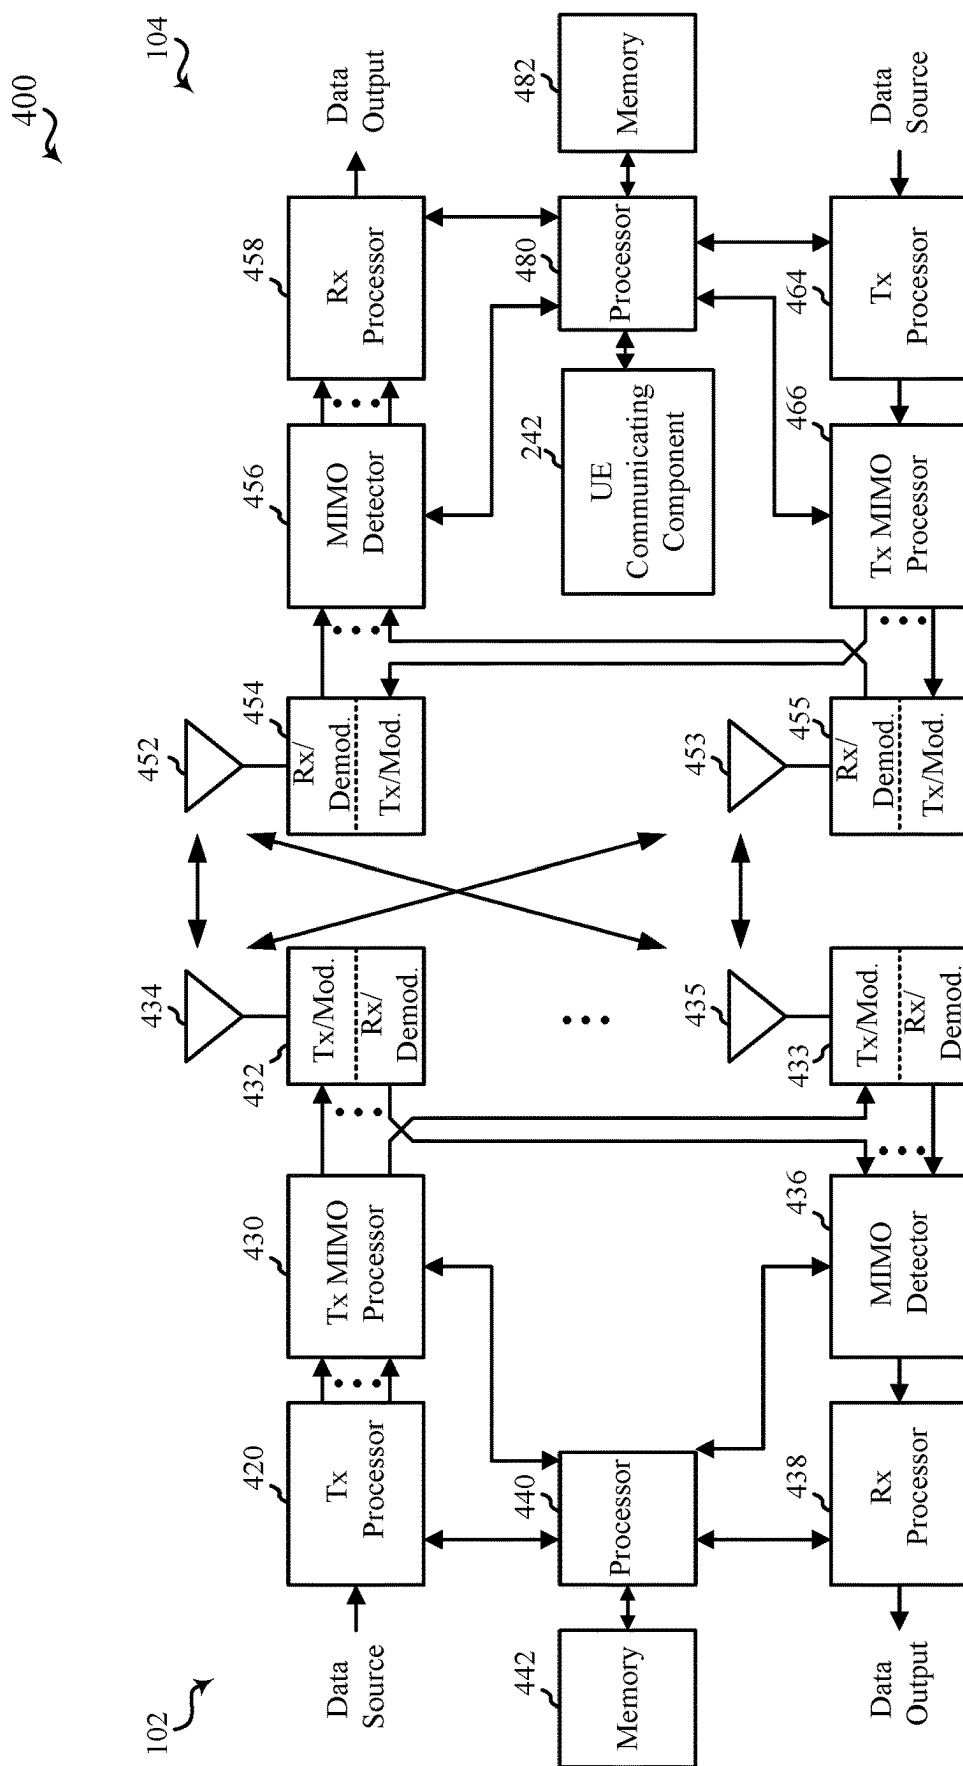 400
102
104
Data
Source
420
Tx
Processor
430
Tx MIMO
Processor
432
Tx/Mod.
Rx/
Demod.
434
452
454
Rx/
Demod.
Tx/Mod.
456
MIMO
Detector
458
Rx
Processor
Data
Output
442
Memory
440
Processor
242
UE
Communicating
Component
480
Processor
482
Memory
Data
Output
438
Rx
Processor
436
MIMO
Detector
433
Tx/Mod.
Rx/
Demod.
435
453
455
Rx/
Demod.
Tx/Mod.
466
Tx MIMO
Processor
464
Tx
Processor
Data
Source